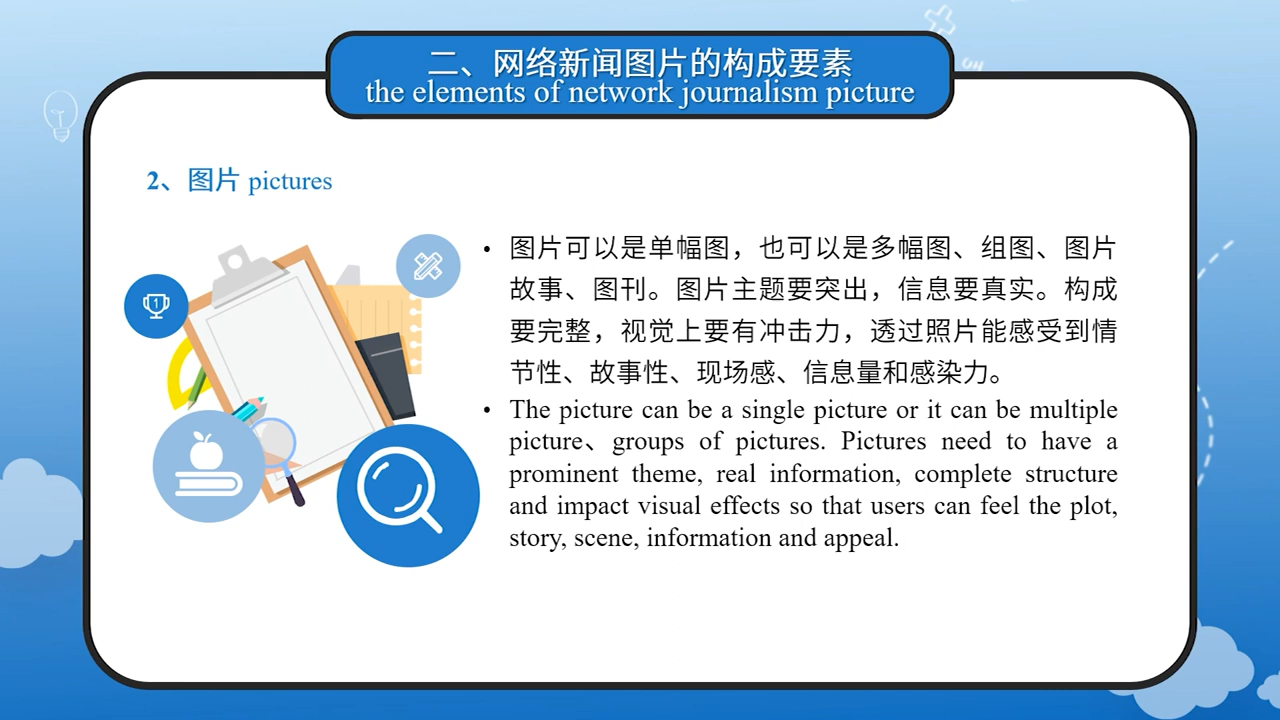 二、网络新闻图片的构成要素
the elements of network journalism picture
2、图片 pictures
1
• 图片可以是单幅图，也可以是多幅图、组图、图片
故事、图刊。图片主题要突出，信息要真实。构成
要完整，视觉上要有冲击力，透过照片能感受到情
节性、故事性、现场感、信息量和感染力。
• The picture can be a single picture or it can be multiple
picture、groups of pictures. Pictures need to have a
prominent theme, real information, complete structure
and impact visual effects so that users can feel the plot,
story, scene, information and appeal.